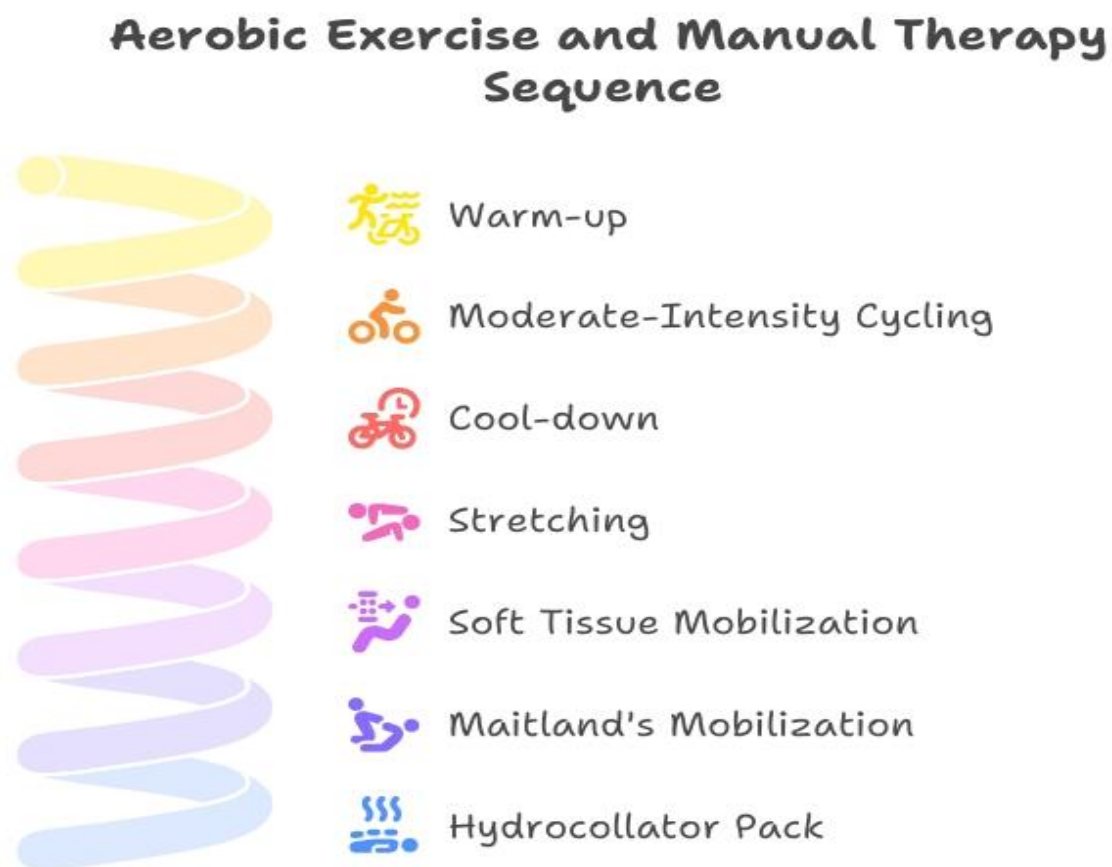 Aerobic Exercise and Manual Therapy
Sequence
Warm-up
Moderate-Intensity Cycling
Cool-down
Stretching
Soft Tissue Mobilization
Maitland's Mobilization
Hydrocollator Pack